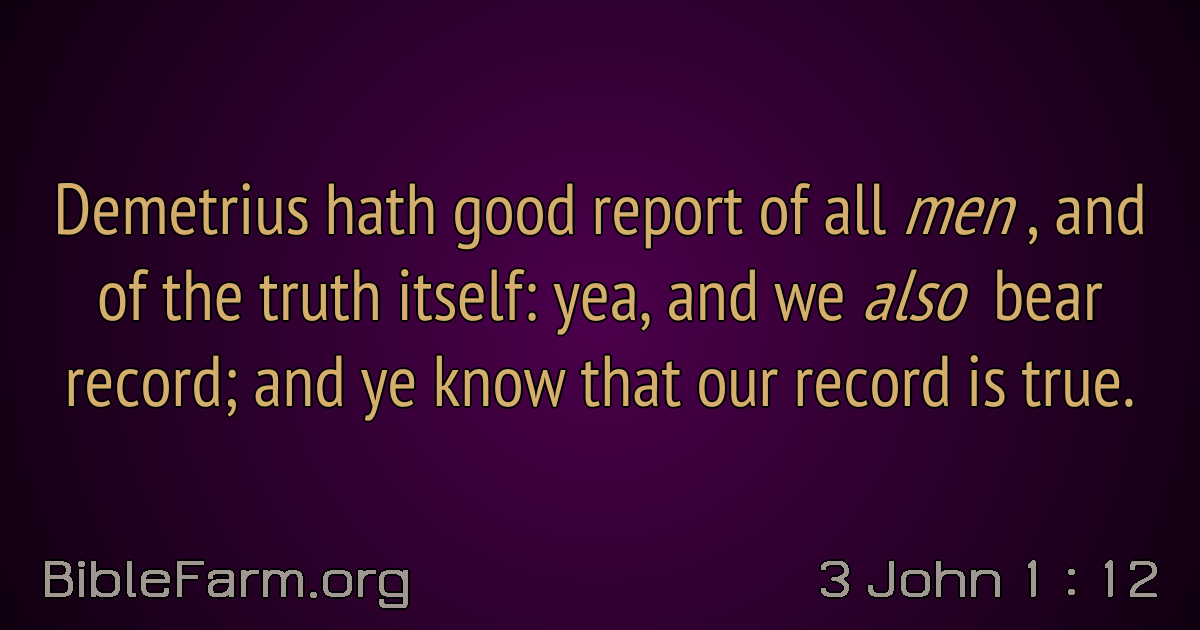 Demetrius hath good report of all men , and
of the truth itself: yea, and we also bear
record; and ye know that our record is true.
BibleFarm.org
3 John 1 : 12